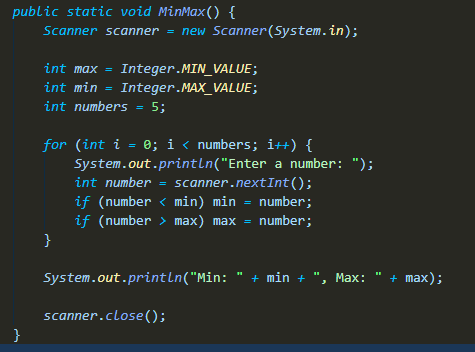 public static void MinMax() {
Scanner scanner = new Scanner(System.in);
int max = Integer.MIN_VALUE;
int min = Integer.MAX_VALUE;
int numbers = 5;
for (int i = 0; i < numbers; i++) {
System.out.println("Enter a number: ");
int number = scanner.nextInt();
if (number < min) min = number;
if (number > max) max = number;
}
System.out.println("Min: " + min + ", Max: " + max);
scanner.close();
}